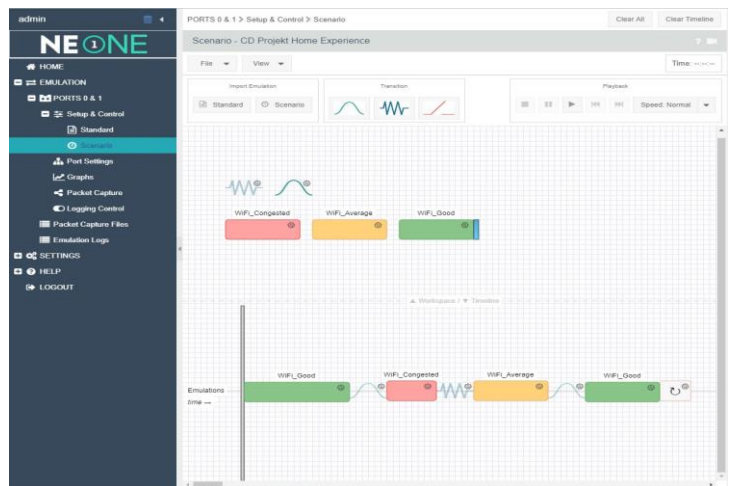 admin
PORTS 0 & 1 > Setup & Control > Scenario
Clear All
Clear Timeline
NE1NE
Scenario - CD Projekt Home Experience
?
HOME
EMULATION
PORTS 0 & 1
Setup & Control
Standard
Scenario
Port Settings
Graphs
Packet Capture
Logging Control
Packet Capture Files
Emulation Logs
SETTINGS
HELP
LOGOUT
File
View
Time: --:--:--
Import Emulation
Transition
Playback
Standard
Scenario
Speed: Normal
WiFi_Congested
WiFi_Average
WiFi_Good
▲ Workspace / ▼ Timeline
WiFi_Good
WiFi_Congested
WiFi_Average
WiFi_Good
Emulations
time →